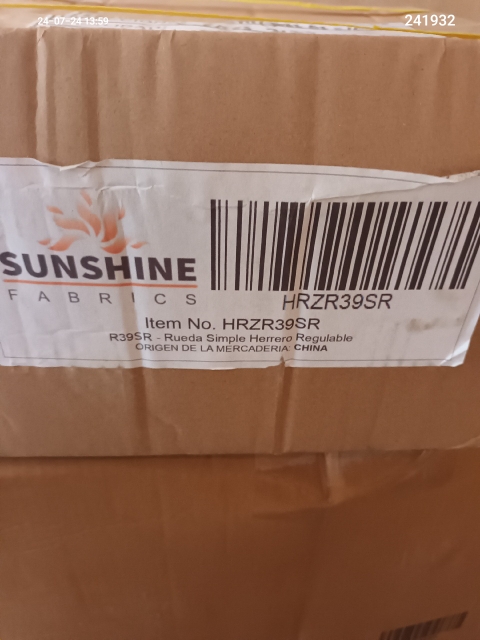 24-07-24 13:59
241932
SUNSHINE
FABRICS
HRZR39SR
Item No. HRZR39SR
R39SR - Rueda Simple Herrero Regulable
ORIGEN DE LA MERCADERIA: CHINA